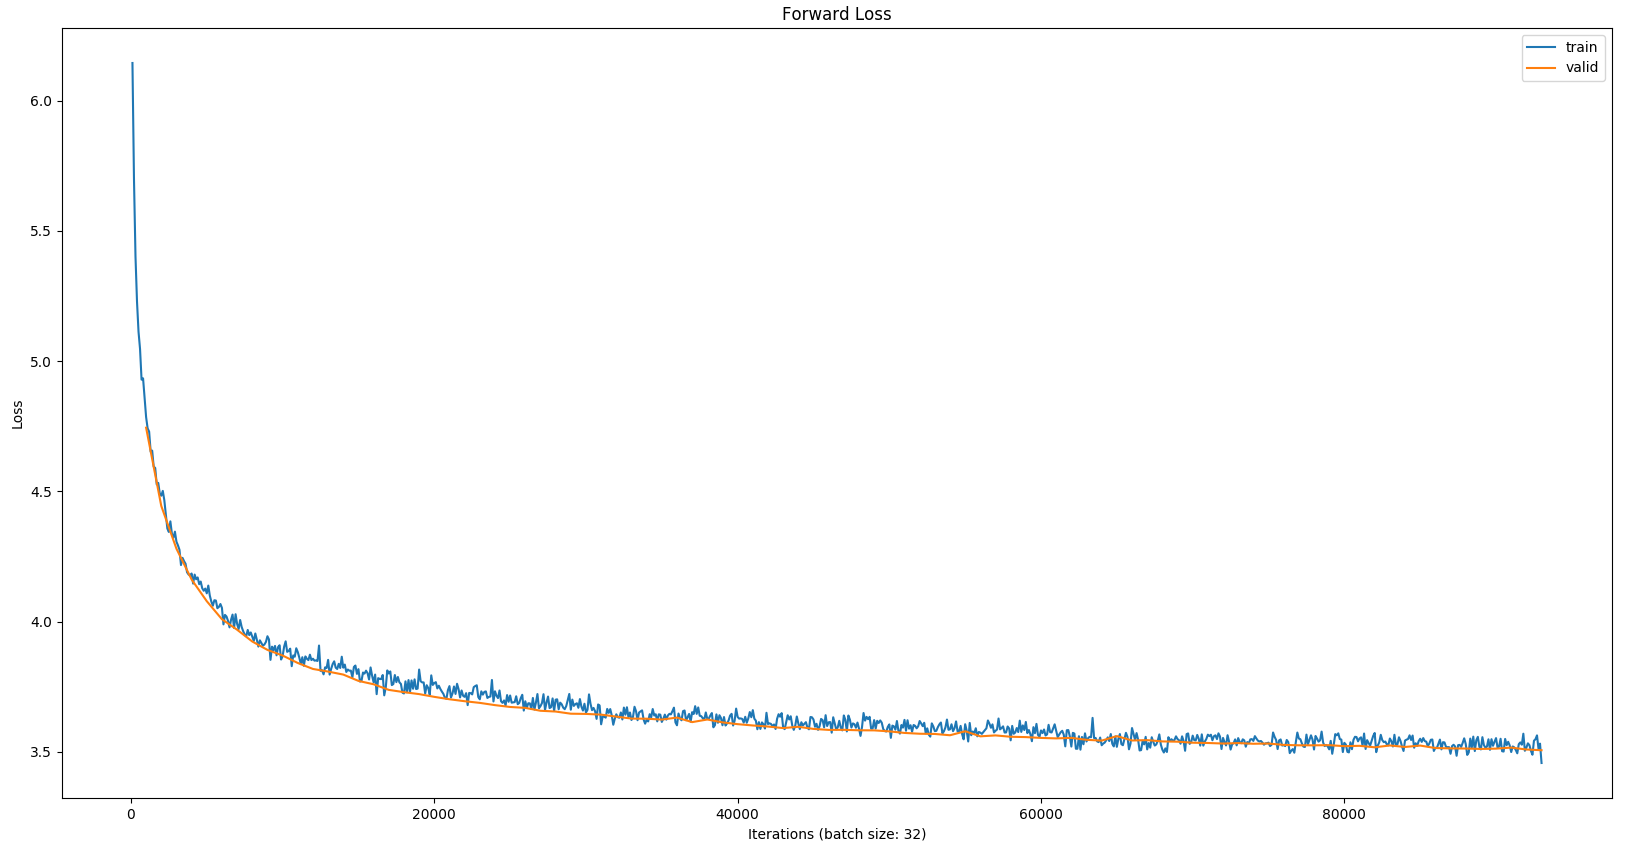 Forward Loss
train
valid
6.0
5.5
5.0
4.5
4.0
3.5
Loss
0
20000
40000
60000
80000
Iterations (batch size: 32)